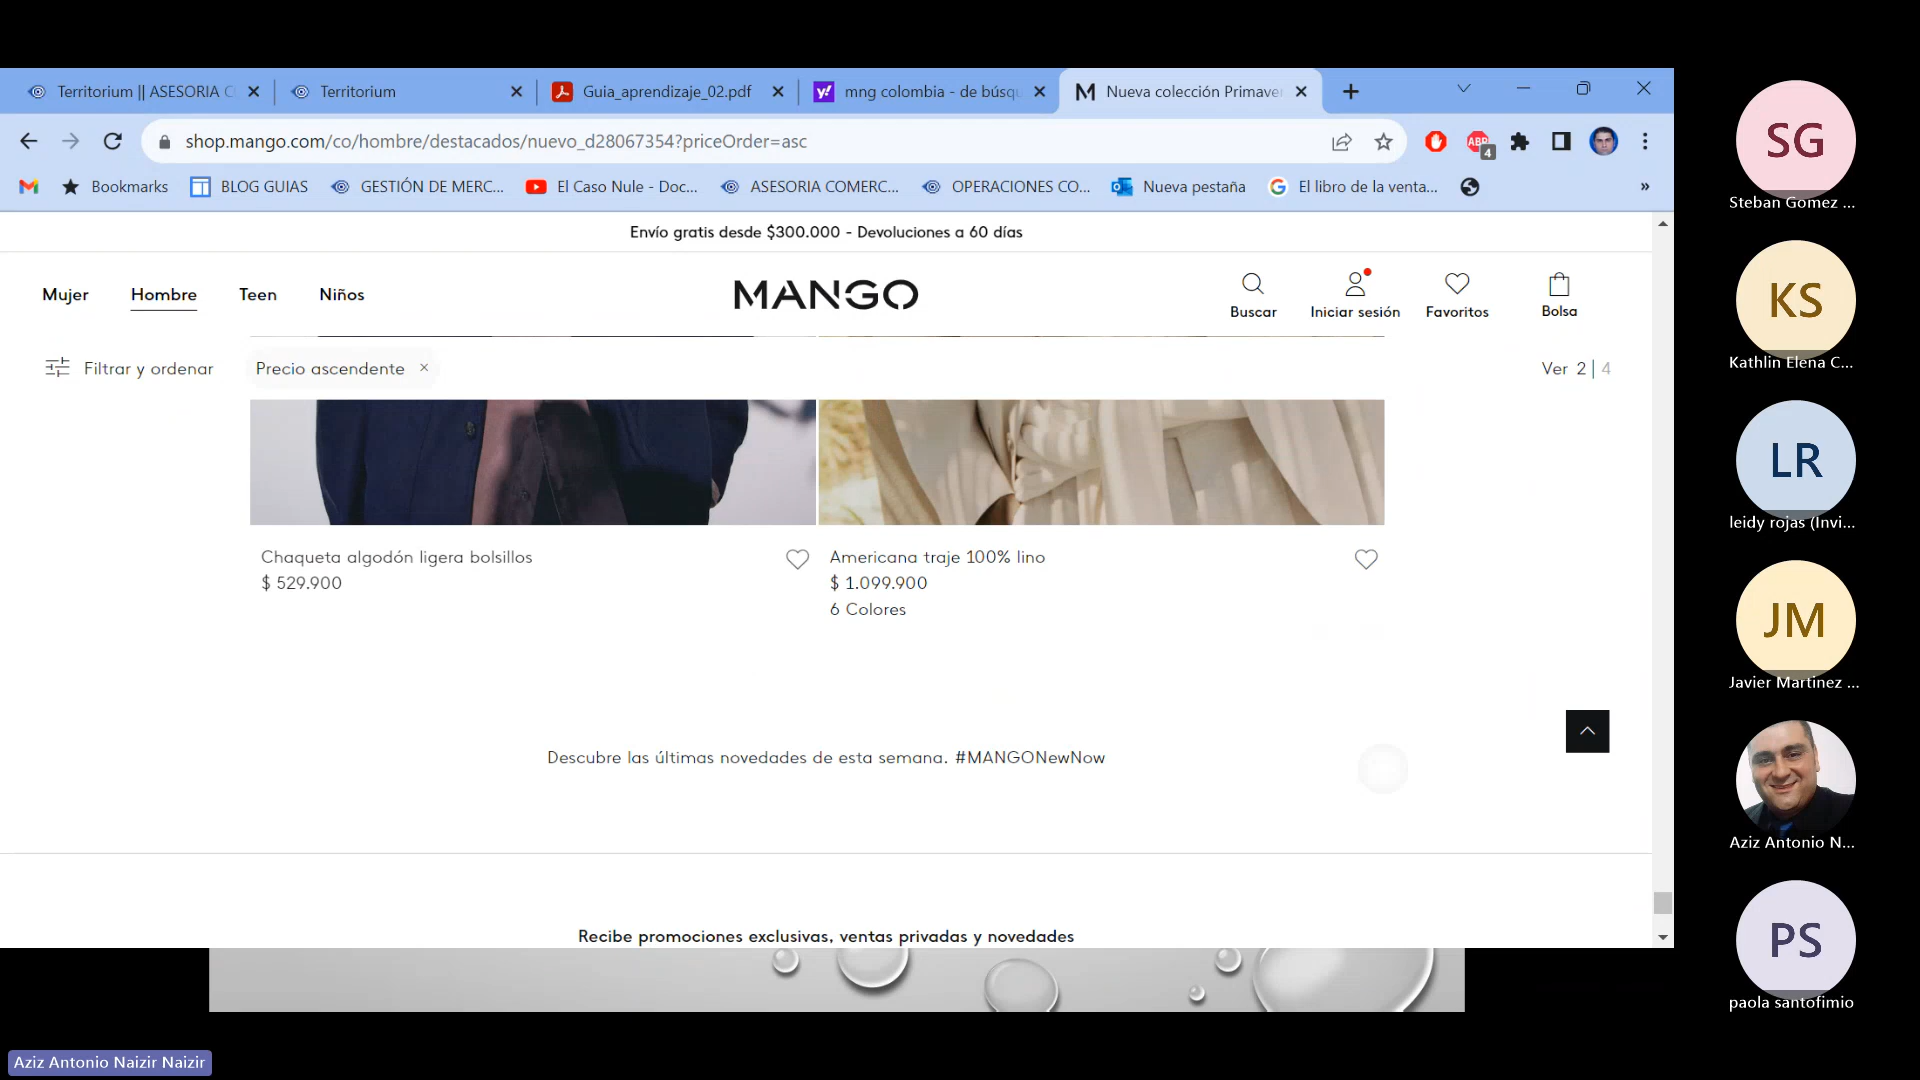 Territorium || ASESORIA C
Territorium
Guia_aprendizaje_02.pdf
mng colombia - de búsqu
Nueva colección Primaver
shop.mango.com/co/hombre/destacados/nuevo_d28067354?priceOrder=asc
ABP
4
Bookmarks
BLOG GUIAS
GESTIÓN DE MERC...
El Caso Nule - Doc...
ASESORIA COMERC...
OPERACIONES CO...
Nueva pestaña
El libro de la venta...
»
Envío gratis desde $300.000 - Devoluciones a 60 días
Mujer
Hombre
Teen
Niños
MANGO
Buscar
Iniciar sesión
Favoritos
Bolsa
Filtrar y ordenar
Precio ascendente ×
Ver 2 | 4
Chaqueta algodón ligera bolsillos
$ 529.900
Americana traje 100% lino
$ 1.099.900
6 Colores
Descubre las últimas novedades de esta semana. #MANGONewNow
Recibe promociones exclusivas, ventas privadas y novedades
SG
Steban Gomez ...
KS
Kathlin Elena C...
LR
leidy rojas (Invi...
JM
Javier Martinez ...
Aziz Antonio N...
PS
paola santofimio
Aziz Antonio Naizir Naizir